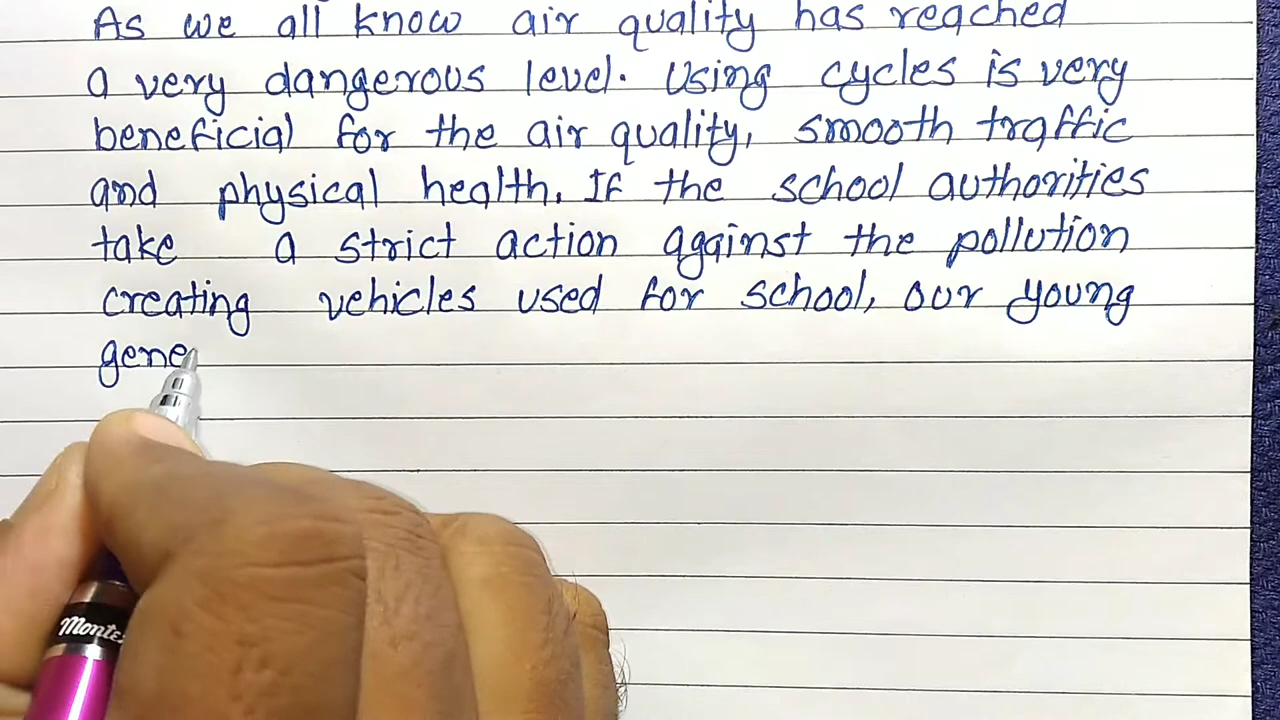 As we all know air quality has reached
a very dangerous level. Using cycles is very
beneficial for the air quality, smooth traffic
and physical health. If the school authorities
take a strict action against the pollution
creating vehicles used for school, our young
gene
Monte